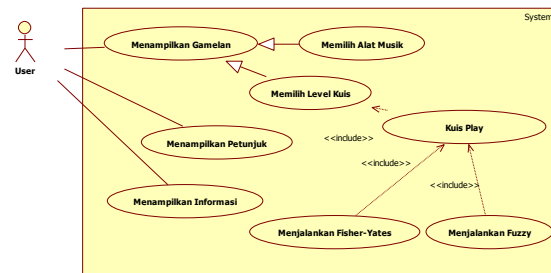 System
Menampilkan Gamelan
Memilih Alat Musik
User
Memilih Level Kuis
Kuis Play
<<include>>
Menampilkan Petunjuk
<<include>>
<<include>>
Menampilkan Informasi
Menjalankan Fisher-Yates
Menjalankan Fuzzy